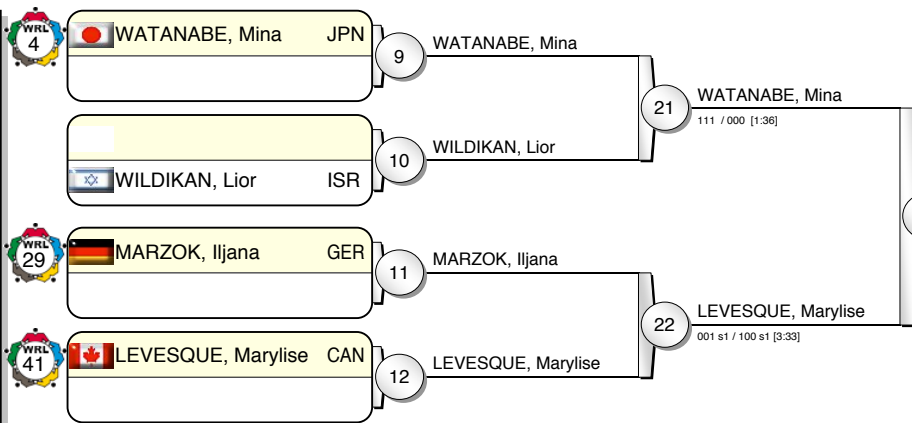 WRL
4
WATANABE, Mina JPN
9
WATANABE, Mina
21
WATANABE, Mina
111 / 000 [1:36]
10
WILDIKAN, Lior
WILDIKAN, Lior ISR
WRL
29
MARZOK, Iljana GER
11
MARZOK, Iljana
22
LEVESQUE, Marylise
001 s1 / 100 s1 [3:33]
WRL
41
LEVESQUE, Marylise CAN
12
LEVESQUE, Marylise